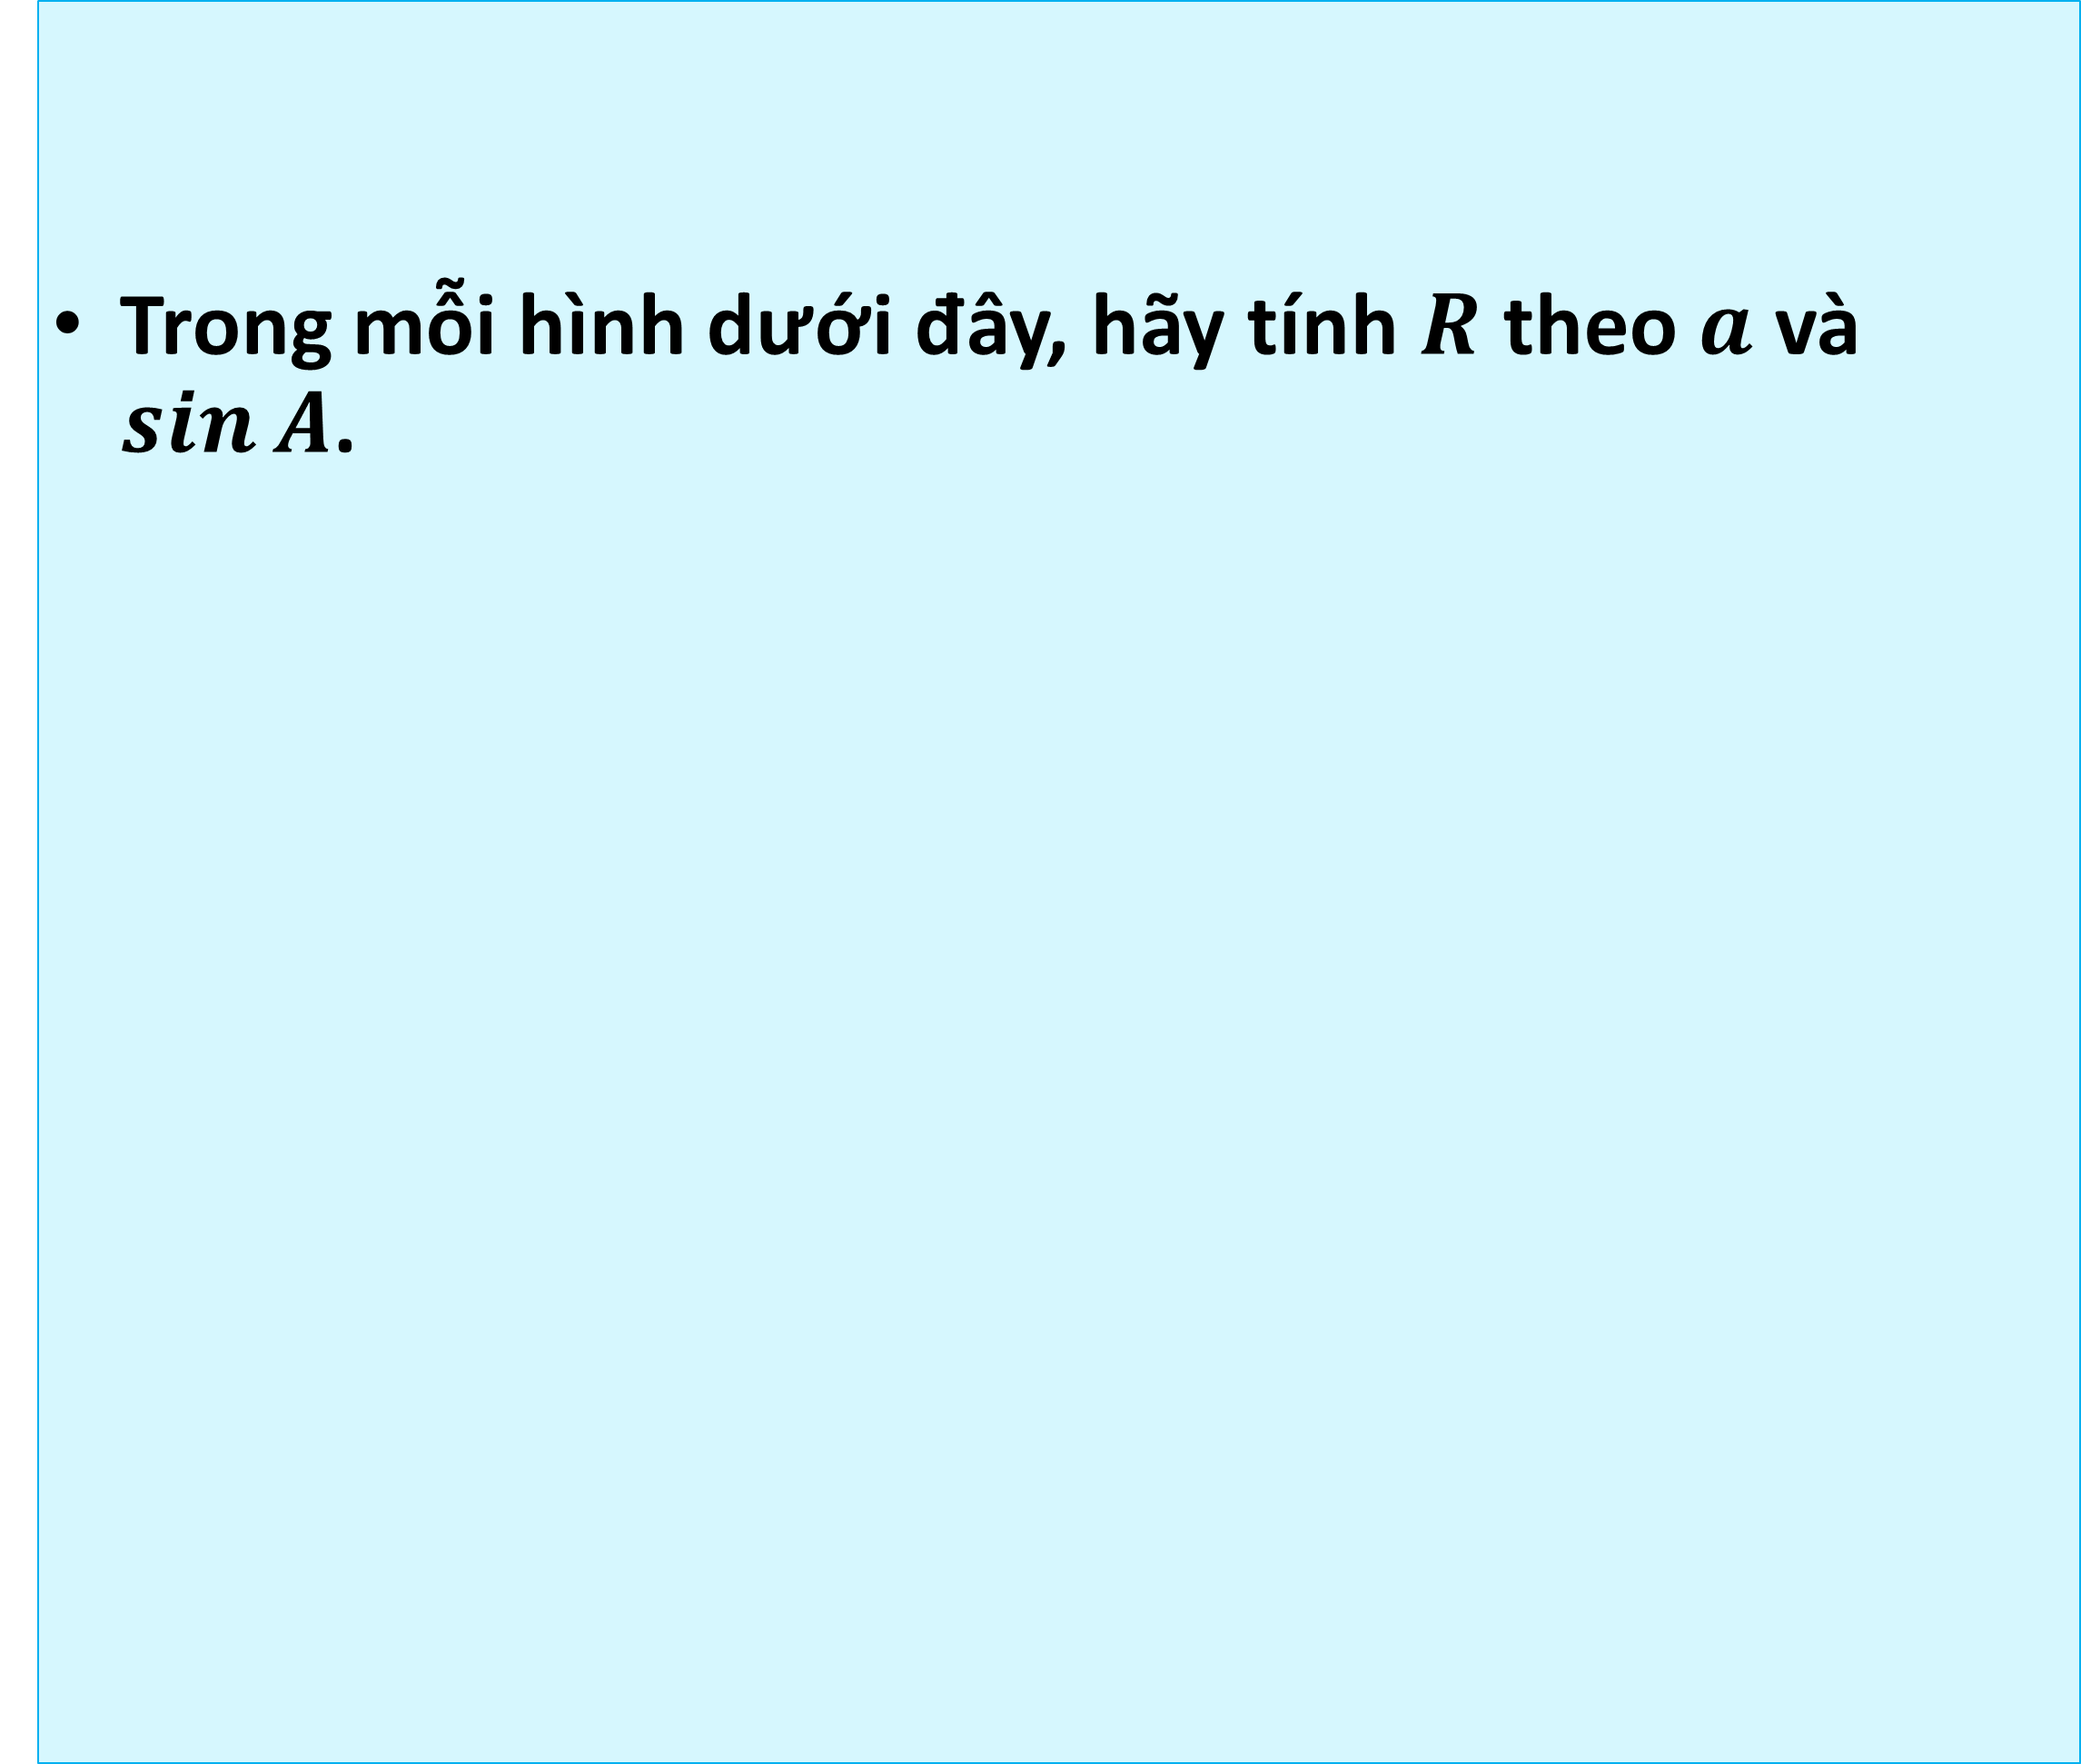 • Trong mỗi hình dưới đây, hãy tính R theo a và
sin A.